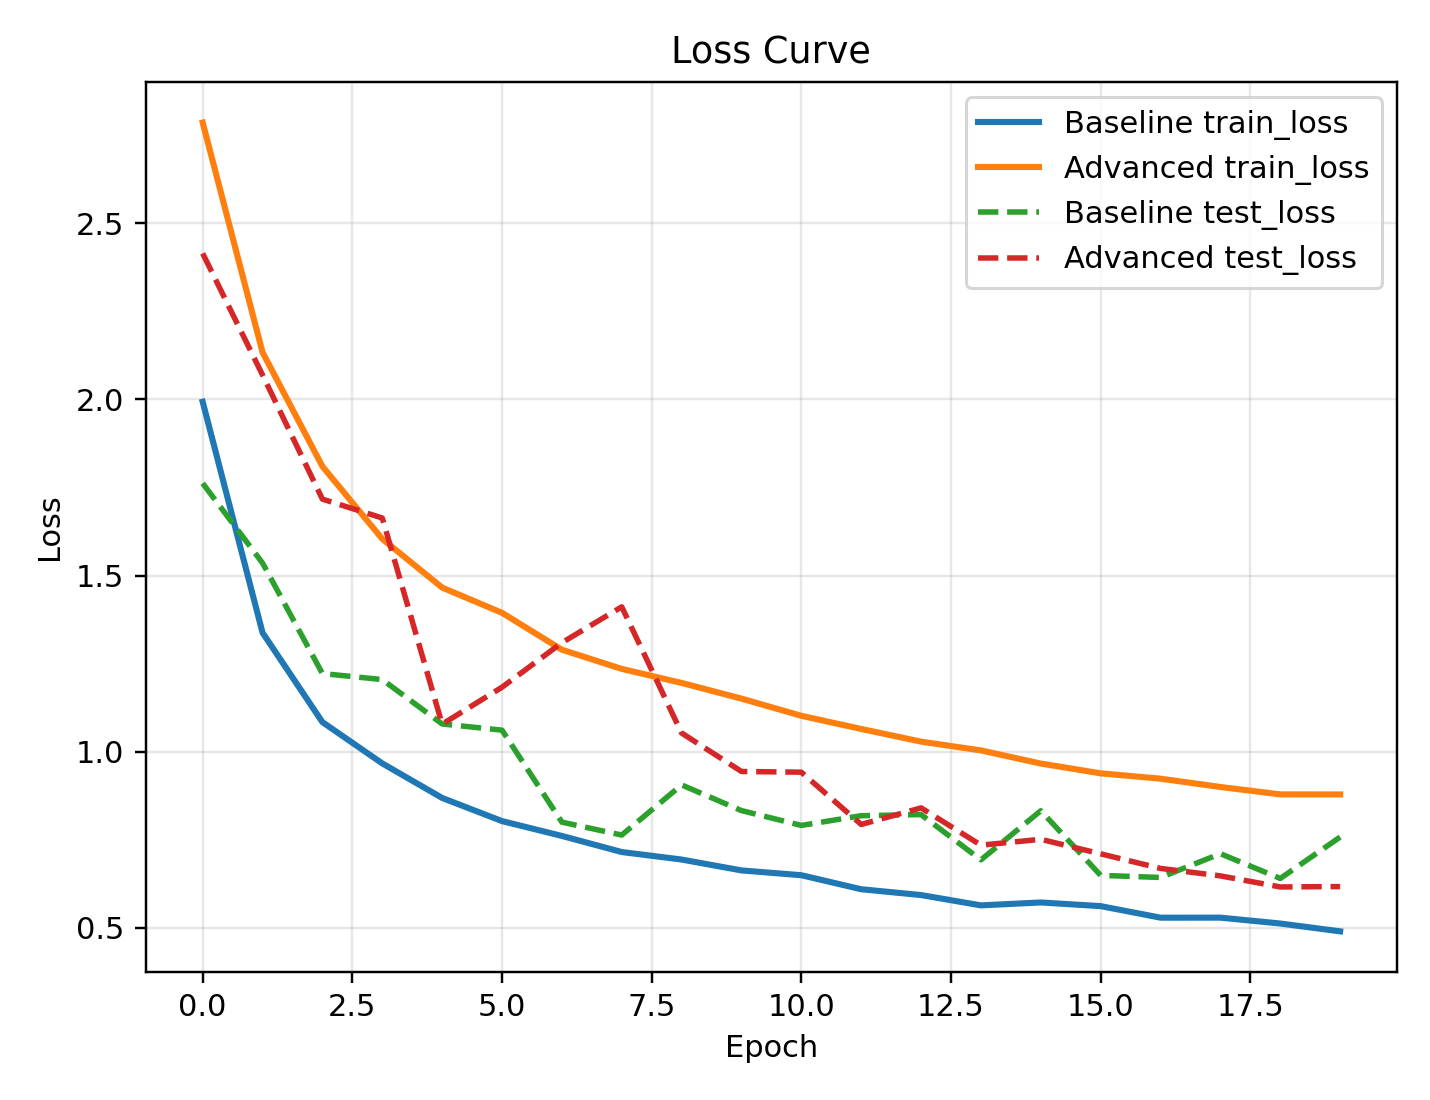 Loss Curve
Baseline train_loss
Advanced train_loss
Baseline test_loss
Advanced test_loss
Loss
2.5
2.0
1.5
1.0
0.5
0.0 2.5 5.0 7.5 10.0 12.5 15.0 17.5
Epoch